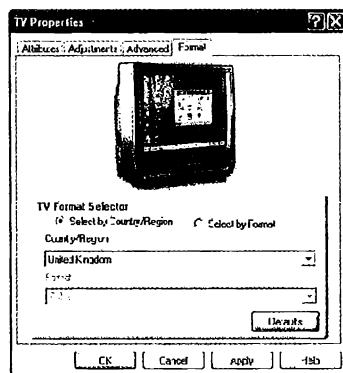 TV Properties
Attributes Adjustments Advanced Format
TV Format Selector
Select by Country/Region Select by Format
Country/Region
United Kingdom
Format
Defaults
OK Cancel Apply Help